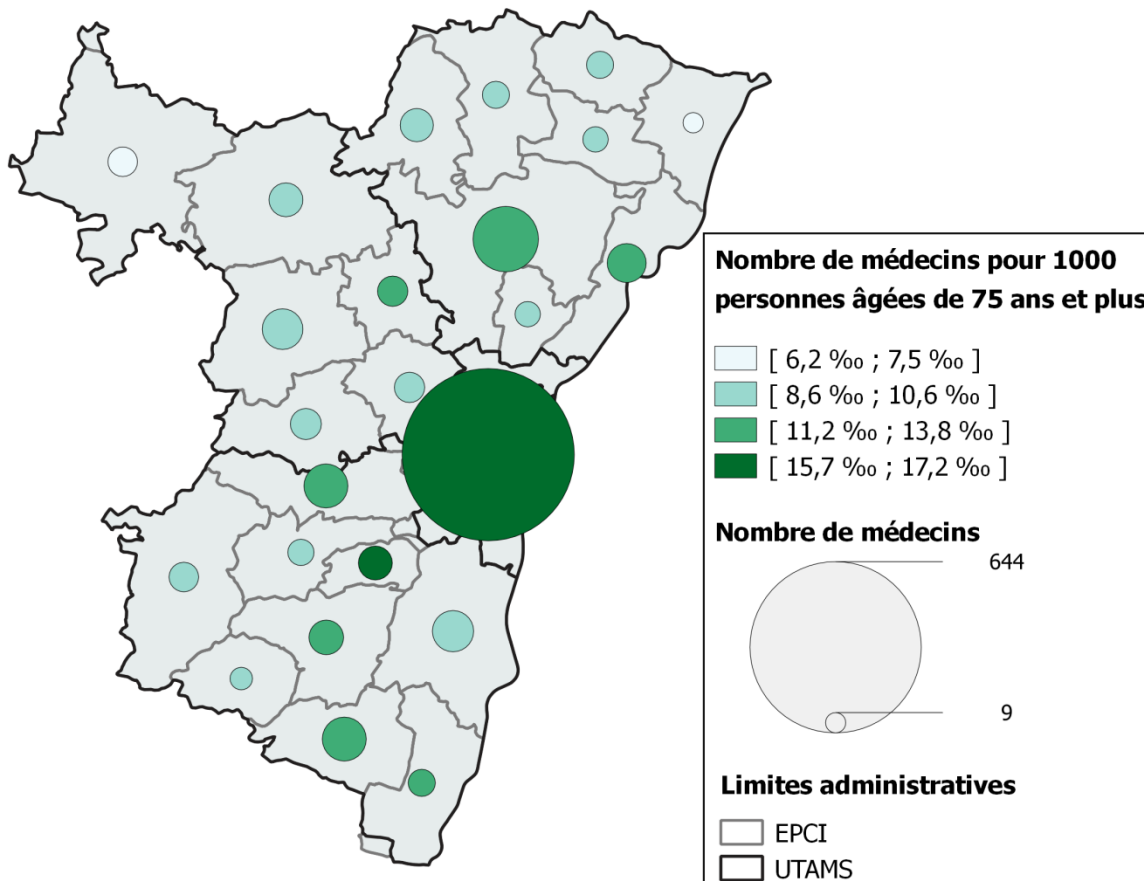 Nombre de médecins pour 1000
personnes âgées de 75 ans et plus
[ 6,2 ‰ ; 7,5 ‰ ]
[ 8,6 ‰ ; 10,6 ‰ ]
[ 11,2 ‰ ; 13,8 ‰ ]
[ 15,7 ‰ ; 17,2 ‰ ]
Nombre de médecins
644
9
Limites administratives
EPCI
UTAMS